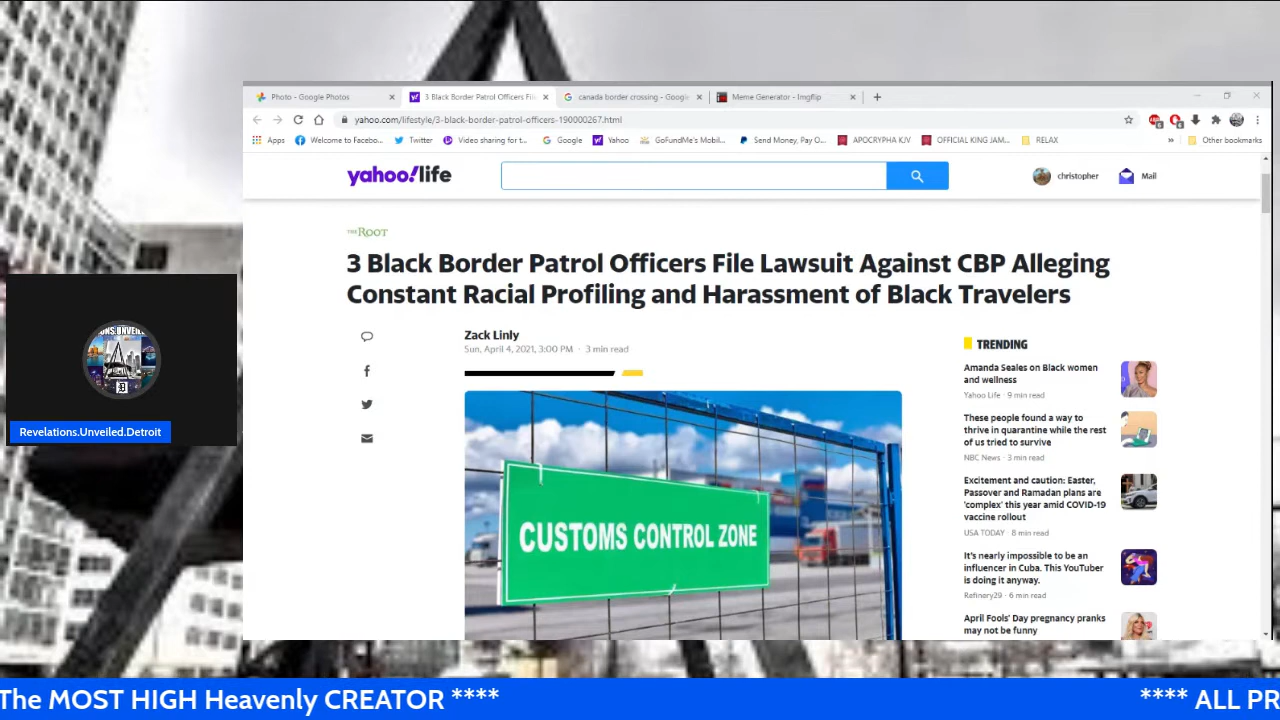 Photo - Google Photos
3 Black Border Patrol Officers Fil
canada border crossing - Googl
Meme Generator - Imgflip
yahoo.com/lifestyle/3-black-border-patrol-officers-190000267.html
Apps
Welcome to Facebo...
Twitter
Video sharing for t...
Google
Yahoo
GoFundMe's Mobil...
Send Money, Pay O...
APOCRYPHA KJV
OFFICIAL KING JAM...
RELAX
Other bookmarks
yahoo!life
christopher
Mail
THE ROOT
3 Black Border Patrol Officers File Lawsuit Against CBP Alleging
Constant Racial Profiling and Harassment of Black Travelers
Zack Linly
Sun, April 4, 2021, 3:00 PM · 3 min read
CUSTOMS CONTROL ZONE
TRENDING
Amanda Seales on Black women
and wellness
Yahoo Life · 9 min read
These people found a way to
thrive in quarantine while the rest
of us tried to survive
NBC News · 3 min read
Excitement and caution: Easter,
Passover and Ramadan plans are
'complex' this year amid COVID-19
vaccine rollout
USA TODAY · 8 min read
It's nearly impossible to be an
influencer in Cuba. This YouTuber
is doing it anyway.
Refinery29 · 6 min read
April Fools' Day pregnancy pranks
may not be funny
Revelations.Unveiled.Detroit
The MOST HIGH Heavenly CREATOR ****
**** ALL PR